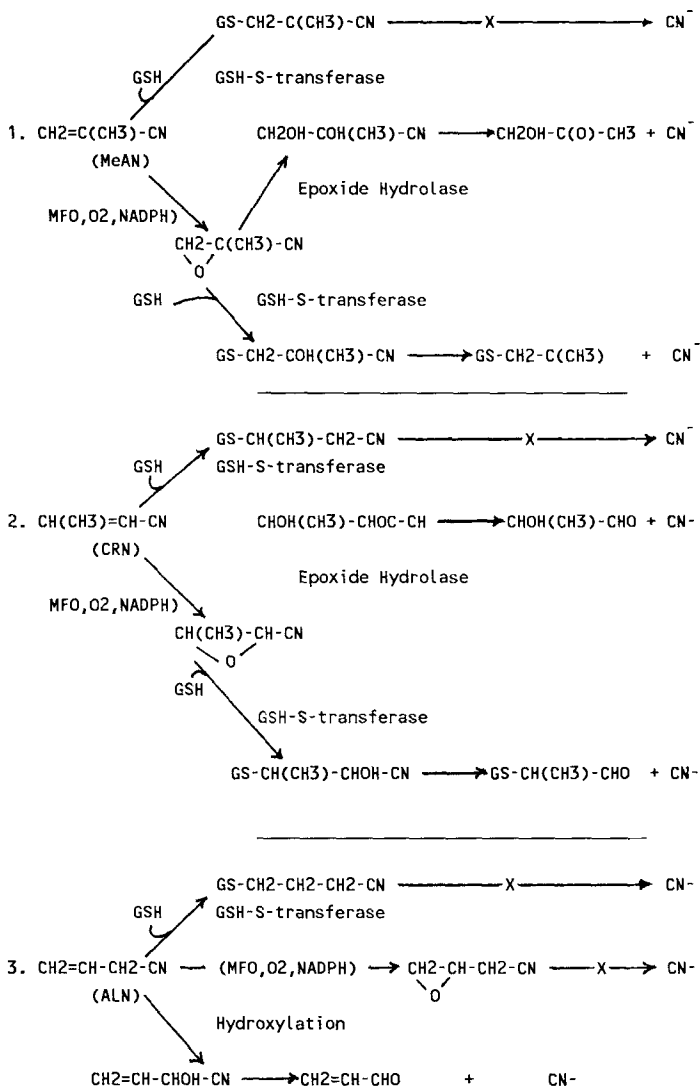 GS-CH2-C(CH3)-CN X CN-
GSH GSH-S-transferase
1. CH2=C(CH3)-CN CH2OH-COH(CH3)-CN CH2OH-C(O)-CH3 + CN-
(MeAN)
Epoxide Hydrolase
MFO,O2,NADPH)
CH2-C(CH3)-CN
O
GSH GSH-S-transferase
GS-CH2-COH(CH3)-CN GS-CH2-C(CH3) + CN-
GS-CH(CH3)-CH2-CN X CN-
GSH GSH-S-transferase
2. CH(CH3)=CH-CN CHOH(CH3)-CHOC-CH CHOH(CH3)-CHO + CN-
(CRN)
Epoxide Hydrolase
MFO,O2,NADPH)
CH(CH3)-CH-CN
O
GSH
GSH-S-transferase
GS-CH(CH3)-CHOH-CN GS-CH(CH3)-CHO + CN-
GS-CH2-CH2-CH2-CN X CN-
GSH GSH-S-transferase
3. CH2=CH-CH2-CN (MFO,O2,NADPH) CH2-CH-CH2-CN X CN-
(ALN) O
Hydroxylation
CH2=CH-CHOH-CN CH2=CH-CHO + CN-